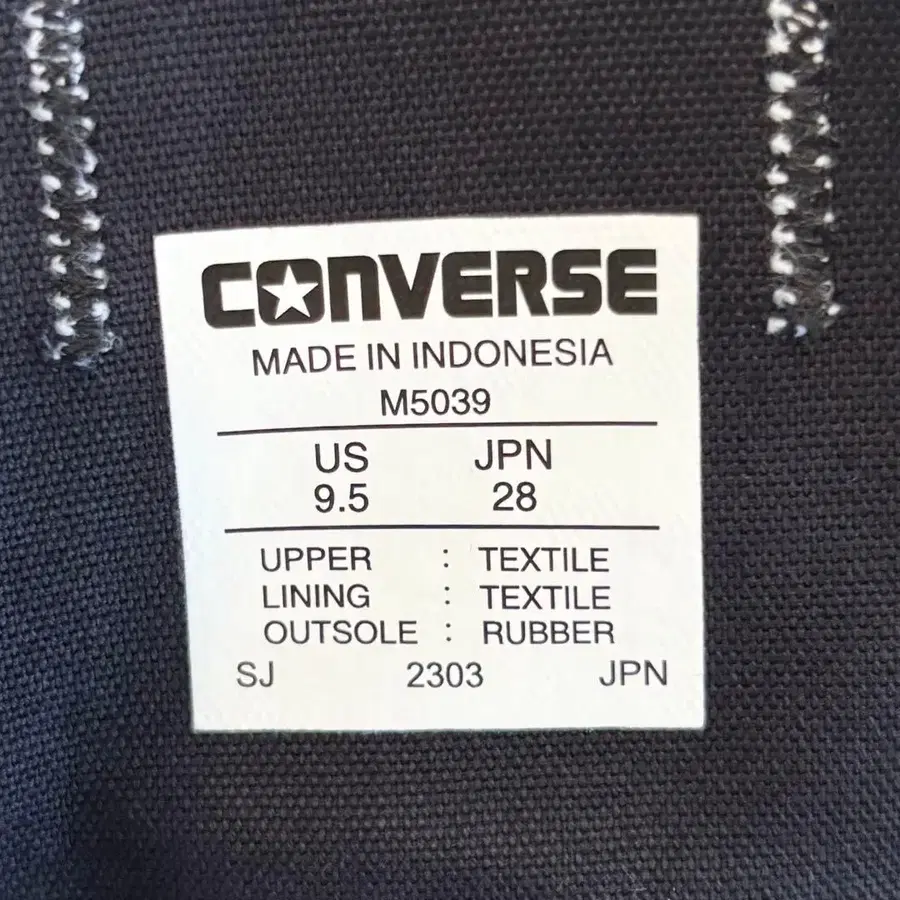 CONVERSE
MADE IN INDONESIA
M5039
US JPN
9.5 28
UPPER : TEXTILE
LINING : TEXTILE
OUTSOLE : RUBBER
SJ 2303 JPN